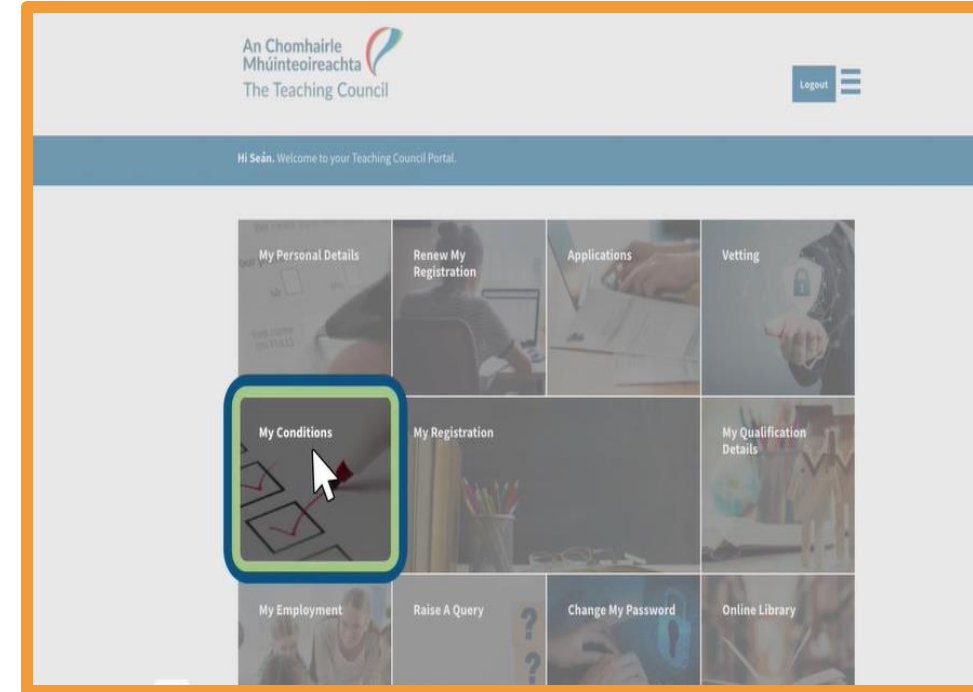 An Chomhairle
Mhúinteoireachta
The Teaching Council
Logout
Hi Seán. Welcome to your Teaching Council Portal.
My Personal Details
Renew My
Registration
Applications
Vetting
My Conditions
My Registration
My Qualification
Details
My Employment
Raise A Query
Change My Password
Online Library